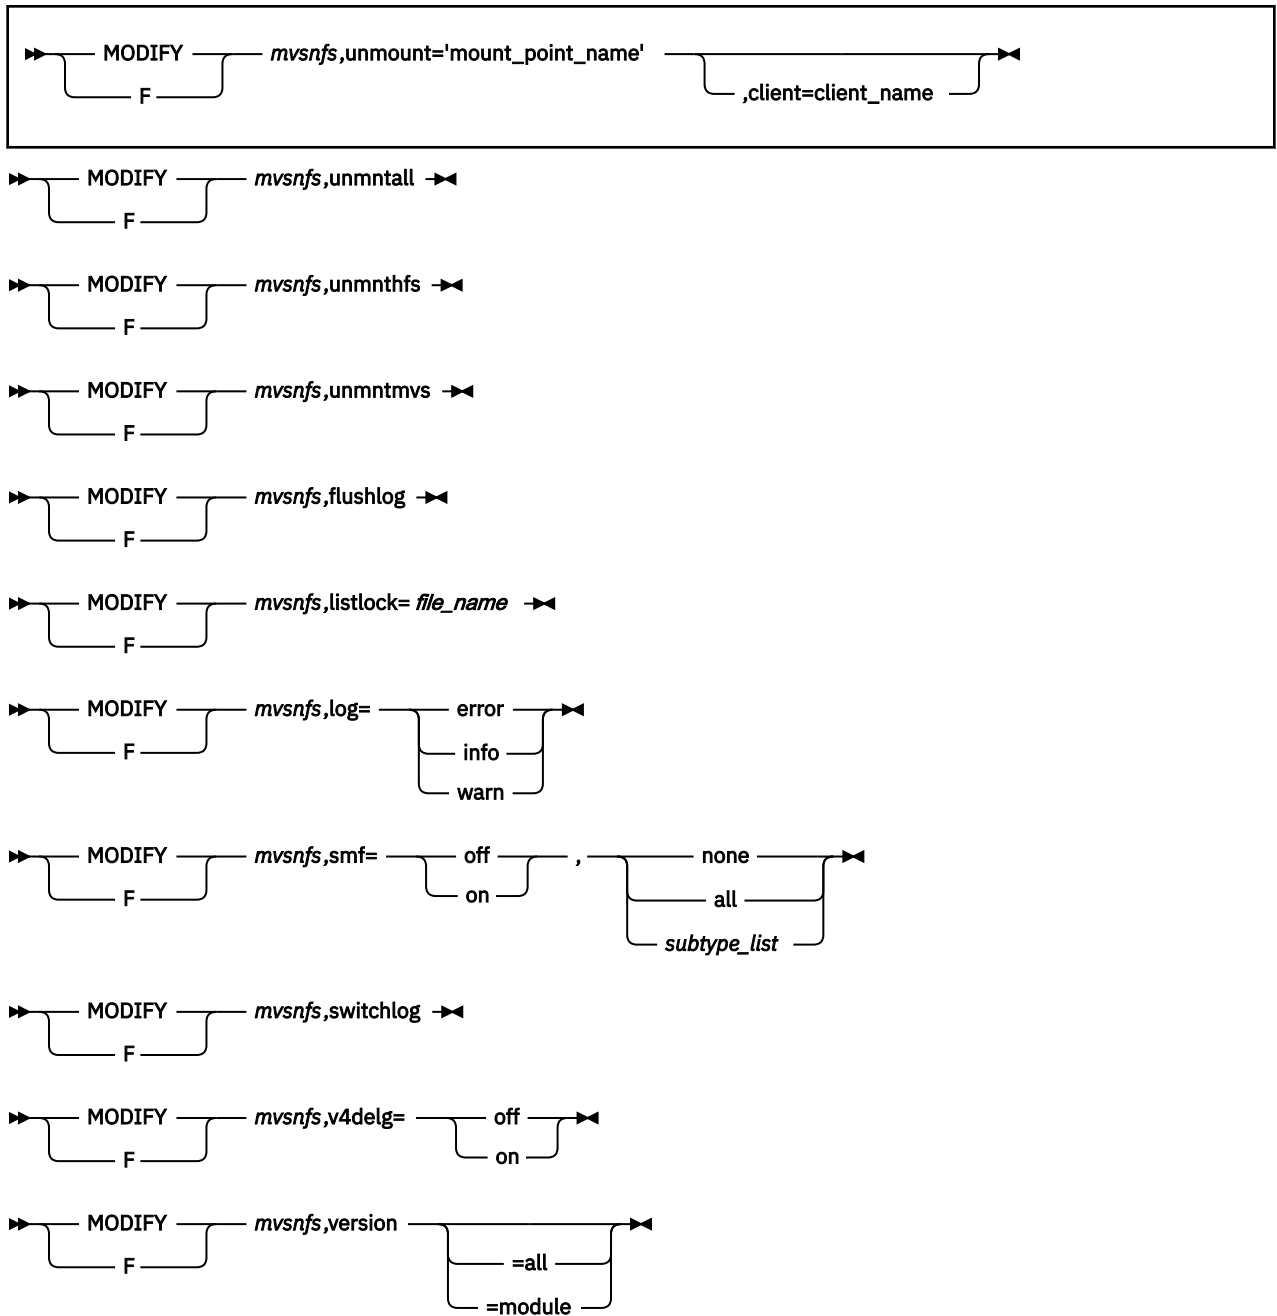 MODIFY mvsnfs,unmount='mount_point_name'
F ,client=client_name
MODIFY mvsnfs,unmntall
F
MODIFY mvsnfs,unmnthfs
F
MODIFY mvsnfs,unmntmvs
F
MODIFY mvsnfs,flushlog
F
MODIFY mvsnfs,listlock= file_name
F
MODIFY mvsnfs,log= error
F info
warn
MODIFY mvsnfs,smf= off , none
F on all
subtype_list
MODIFY mvsnfs,switchlog
F
MODIFY mvsnfs,v4delg= off
F on
MODIFY mvsnfs,version
F =all
=module